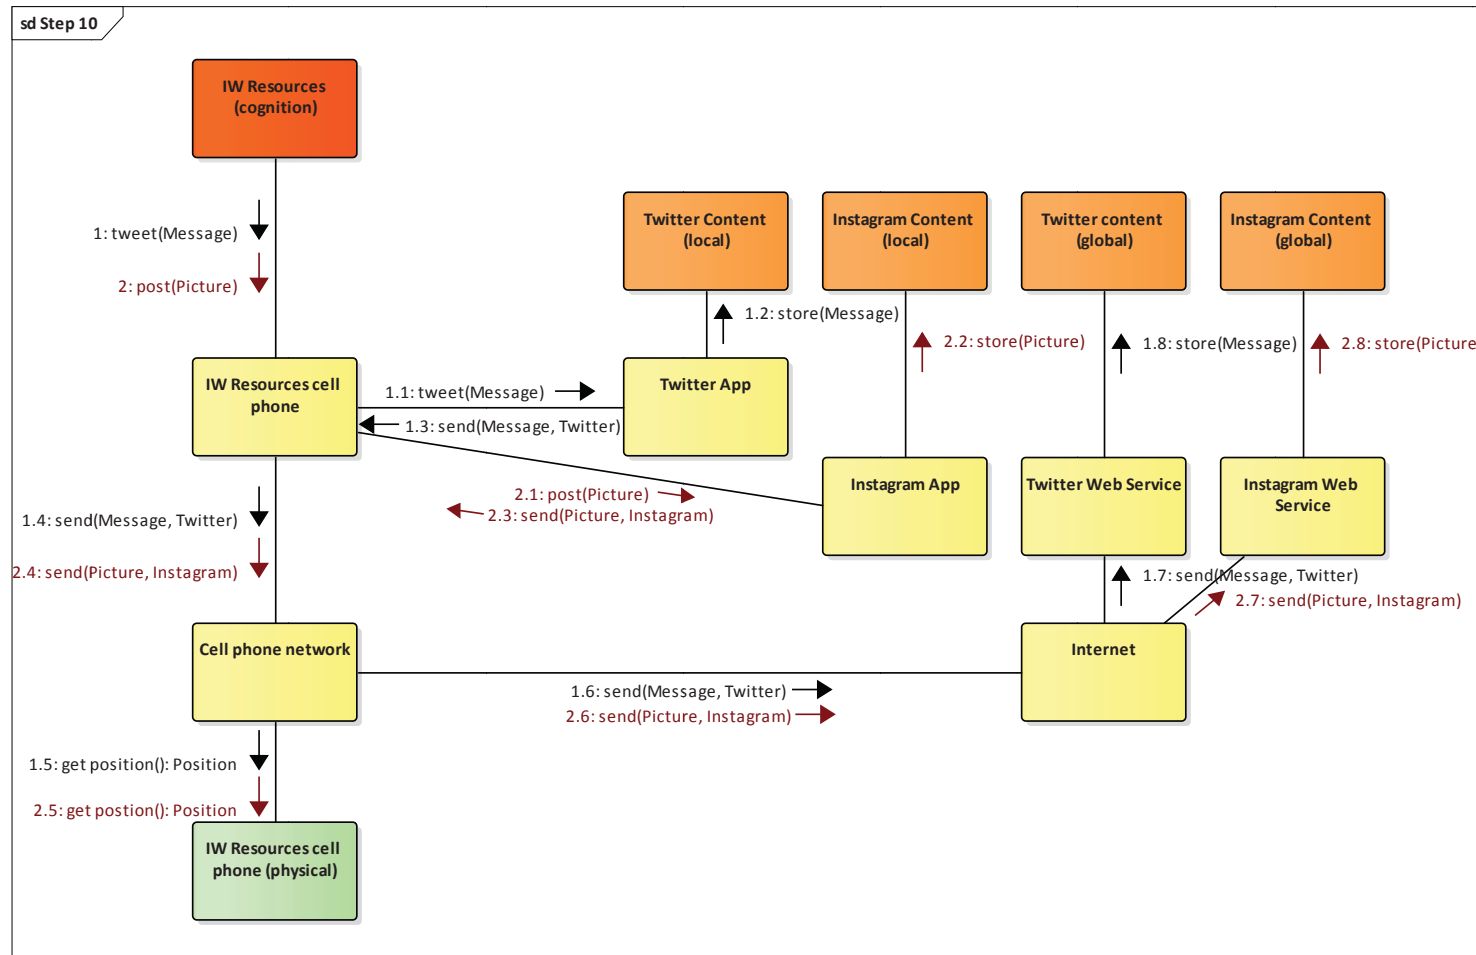 sd Step 10
IW Resources
(cognition)
1: tweet(Message)
2: post(Picture)
Twitter Content
(local)
Instagram Content
(local)
Twitter content
(global)
Instagram Content
(global)
1.2: store(Message)
2.2: store(Picture)
1.8: store(Message)
2.8: store(Picture
IW Resources cell
phone
1.1: tweet(Message)
1.3: send(Message, Twitter)
Twitter App
2.1: post(Picture)
2.3: send(Picture, Instagram)
Instagram App
Twitter Web Service
Instagram Web
Service
1.4: send(Message, Twitter)
2.4: send(Picture, Instagram)
1.7: send(Message, Twitter)
2.7: send(Picture, Instagram)
Cell phone network
Internet
1.6: send(Message, Twitter)
2.6: send(Picture, Instagram)
1.5: get position(): Position
2.5: get postion(): Position
IW Resources cell
phone (physical)